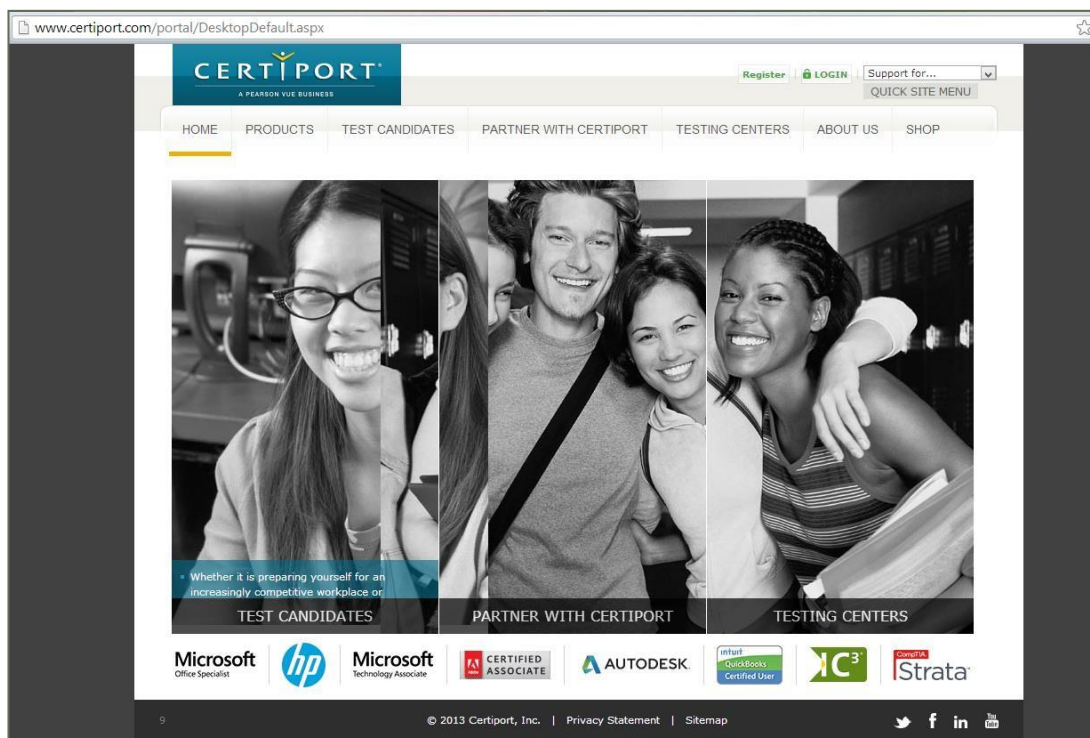 www.certiport.com/portal/DesktopDefault.aspx
CERTIPORT
A PEARSON VUE BUSINESS
Register LOGIN Support for...
QUICK SITE MENU
HOME PRODUCTS TEST CANDIDATES PARTNER WITH CERTIPORT TESTING CENTERS ABOUT US SHOP
Whether it is preparing yourself for an
increasingly competitive workplace or
TEST CANDIDATES PARTNER WITH CERTIPORT TESTING CENTERS
Microsoft
Office Specialist
hp
Microsoft
Technology Associate
CERTIFIED
ASSOCIATE
AUTODESK
intuit
QuickBooks
Certified User
IC³
CompTIA
Strata
9 © 2013 Certiport, Inc. | Privacy Statement | Sitemap f in You Tube